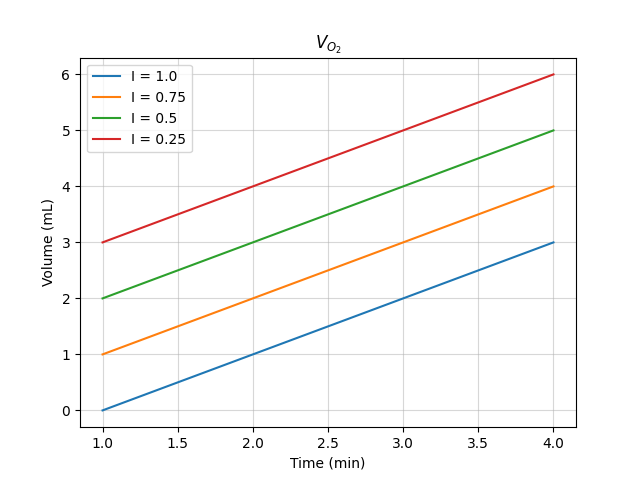 V_{O_2}
I = 1.0
I = 0.75
I = 0.5
I = 0.25
Volume (mL)
6
5
4
3
2
1
0
1.0 1.5 2.0 2.5 3.0 3.5 4.0
Time (min)